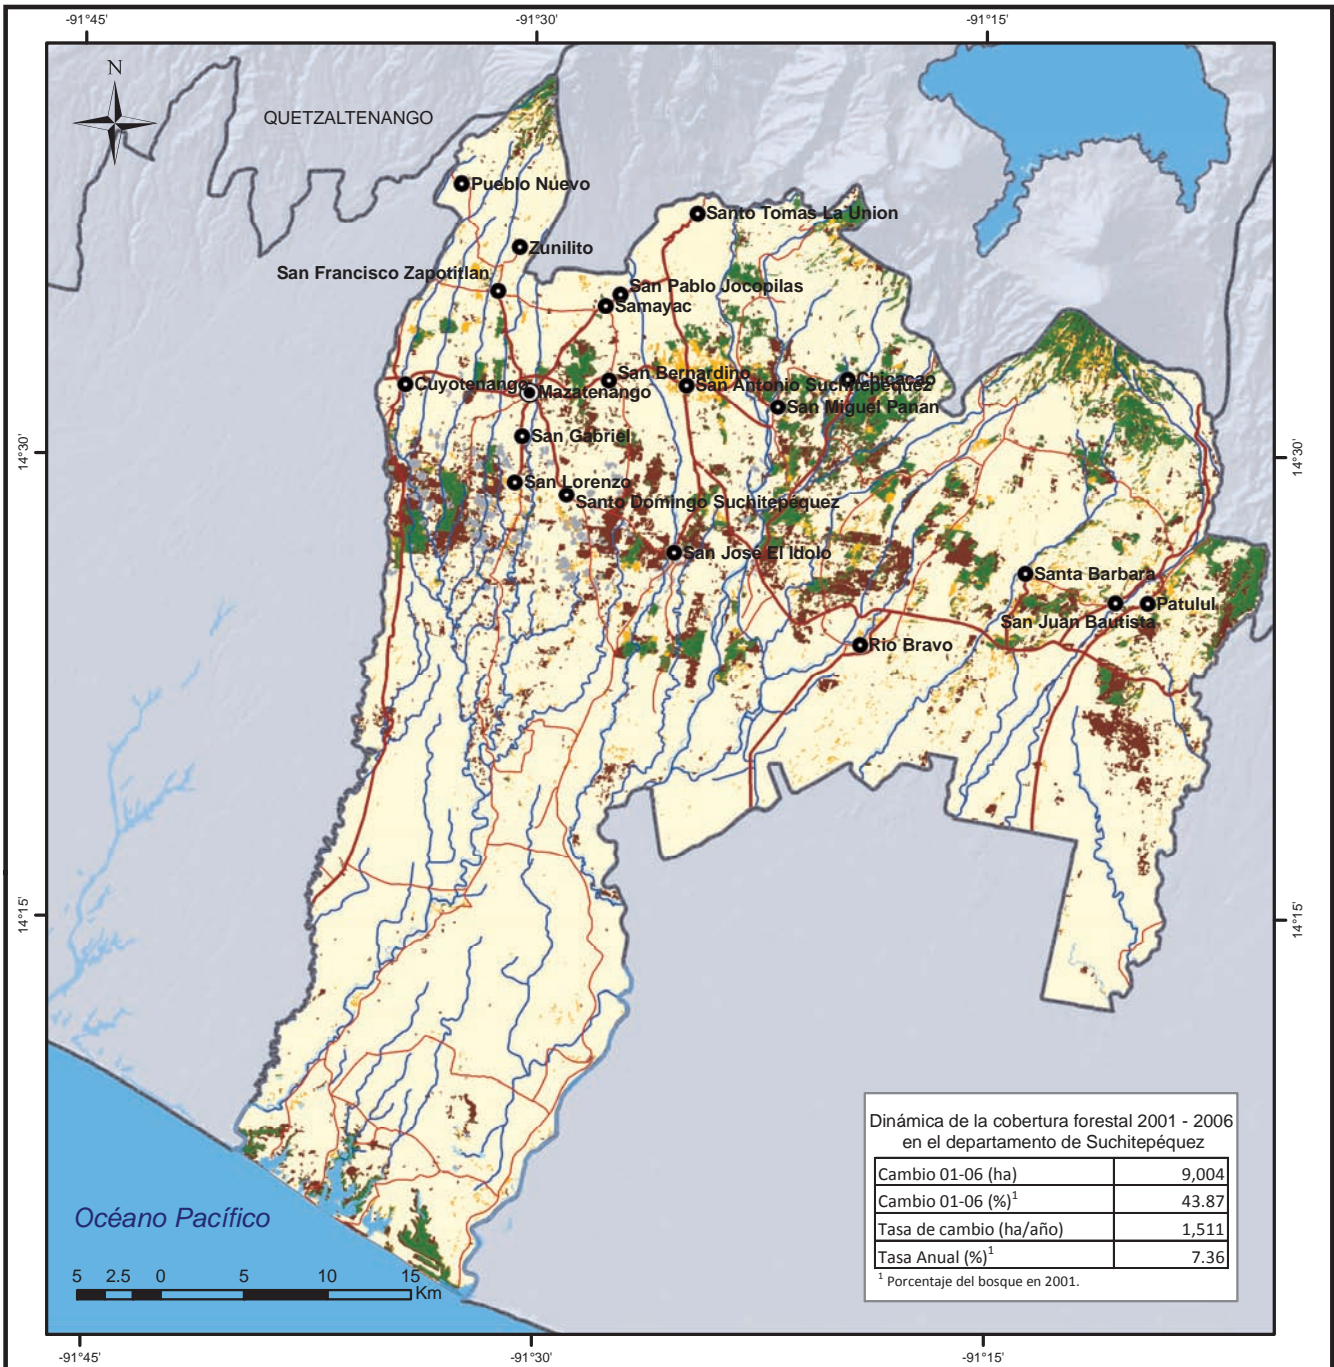 -91°45'
-91°30'
-91°15'
N
QUETZALTENANGO
Pueblo Nuevo
Santo Tomas La Union
Zunilito
San Francisco Zapotitlan
San Pablo Jocopilas
Samayac
San Bernardino
Chicacao
Cuyotenango
San Antonio Suchitepéquez
Mazatenango
San Miguel Panan
San Gabriel
14°30'
14°30'
San Lorenzo
Santo Domingo Suchitepéquez
San José El Idolo
Santa Barbara
Patulul
San Juan Bautista
Rio Bravo
14°15'
14°15'
Dinámica de la cobertura forestal 2001 - 2006
en el departamento de Suchitepéquez
Cambio 01-06 (ha) 9,004
Cambio 01-06 (%)¹ 43.87
Tasa de cambio (ha/año) 1,511
Tasa Anual (%)¹ 7.36
¹ Porcentaje del bosque en 2001.
Océano Pacífico
5 2.5 0 5 10 15
Km
-91°45'
-91°30'
-91°15'